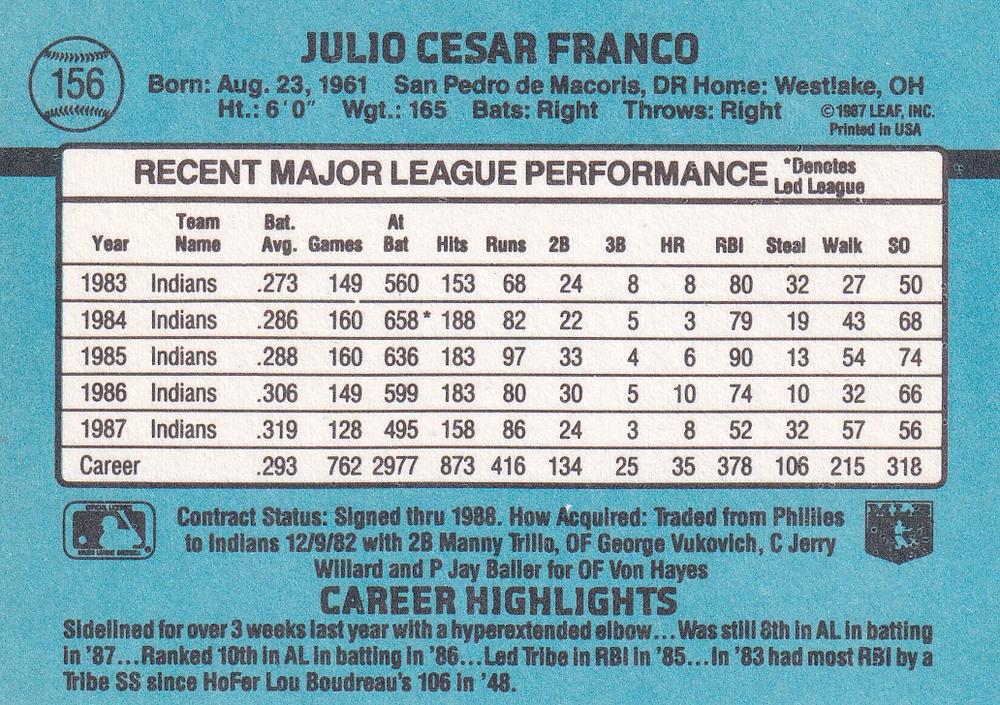 JULIO CESAR FRANCO
156
Born: Aug. 23, 1961 San Pedro de Macoris, DR Home: Westlake, OH
Ht.: 6'0" Wgt.: 165 Bats: Right Throws: Right ©1987 LEAF, INC.
Printed in USA
RECENT MAJOR LEAGUE PERFORMANCE *Denotes
Led League
Year Team Name Bat. Avg. Games At Bat Hits Runs 2B 3B HR RBI Steal Walk SO
1983 Indians .273 149 560 153 68 24 8 8 80 32 27 50
1984 Indians .286 160 658* 188 82 22 5 3 79 19 43 68
1985 Indians .288 160 636 183 97 33 4 6 90 13 54 74
1986 Indians .306 149 599 183 80 30 5 10 74 10 32 66
1987 Indians .319 128 495 158 86 24 3 8 52 32 57 56
Career .293 762 2977 873 416 134 25 35 378 106 215 318
Contract Status: Signed thru 1988. How Acquired: Traded from Phillies
to Indians 12/9/82 with 2B Manny Trillo, OF George Vukovich, C Jerry
Willard and P Jay Baller for OF Von Hayes
CAREER HIGHLIGHTS
Sidelined for over 3 weeks last year with a hyperextended elbow...Was still 8th in AL in batting
in '87...Ranked 10th in AL in batting in '86...Led Tribe in RBI in '85...In '83 had most RBI by a
Tribe SS since HoFer Lou Boudreau's 106 in '48.